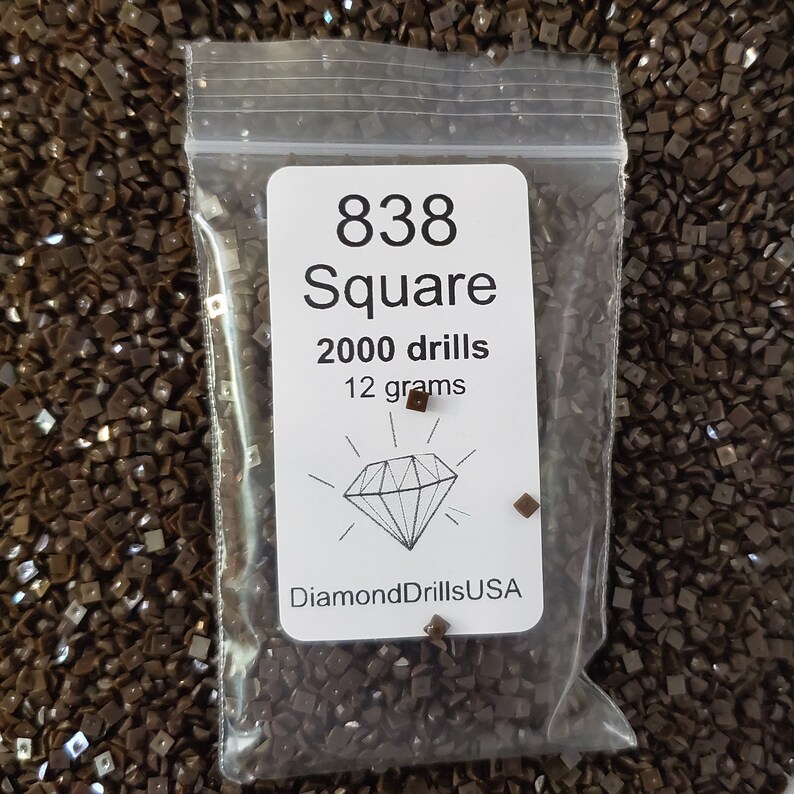 838
Square
2000 drills
12 grams
DiamondDrillsUSA